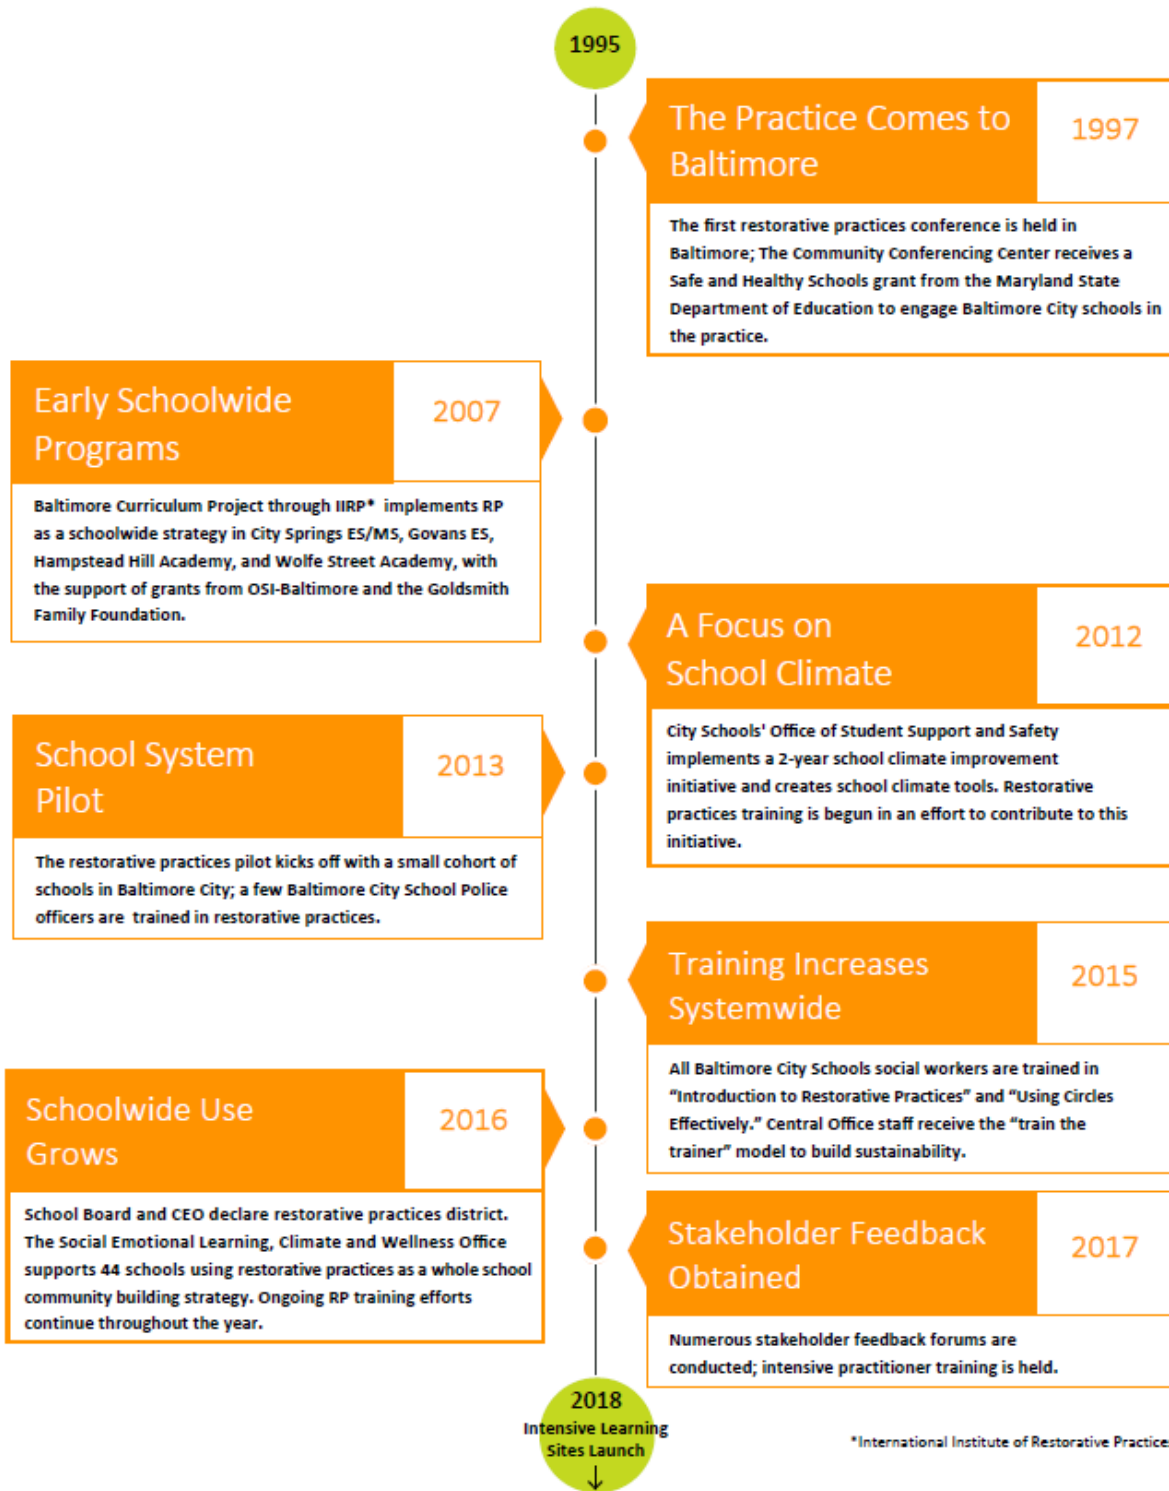 1995
The Practice Comes to
Baltimore
1997
The first restorative practices conference is held in
Baltimore; The Community Conferencing Center receives a
Safe and Healthy Schools grant from the Maryland State
Department of Education to engage Baltimore City schools in
the practice.
Early Schoolwide
Programs
2007
Baltimore Curriculum Project through IIRP* implements RP
as a schoolwide strategy in City Springs ES/MS, Govans ES,
Hampstead Hill Academy, and Wolfe Street Academy, with
the support of grants from OSI-Baltimore and the Goldsmith
Family Foundation.
A Focus on
School Climate
2012
City Schools' Office of Student Support and Safety
implements a 2-year school climate improvement
initiative and creates school climate tools. Restorative
practices training is begun in an effort to contribute to this
initiative.
School System
Pilot
2013
The restorative practices pilot kicks off with a small cohort of
schools in Baltimore City; a few Baltimore City School Police
officers are trained in restorative practices.
Training Increases
Systemwide
2015
All Baltimore City Schools social workers are trained in
“Introduction to Restorative Practices” and “Using Circles
Effectively.” Central Office staff receive the “train the
trainer” model to build sustainability.
Schoolwide Use
Grows
2016
School Board and CEO declare restorative practices district.
The Social Emotional Learning, Climate and Wellness Office
supports 44 schools using restorative practices as a whole school
community building strategy. Ongoing RP training efforts
continue throughout the year.
Stakeholder Feedback
Obtained
2017
Numerous stakeholder feedback forums are
conducted; intensive practitioner training is held.
2018
Intensive Learning
Sites Launch
*International Institute of Restorative Practices